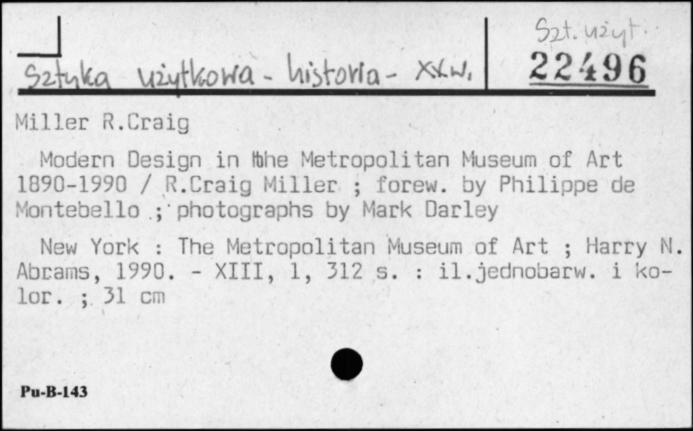 Szt. użyt.
Sztuka użytkowa - historia - XX w.
22496
Miller R.Craig
Modern Design in the Metropolitan Museum of Art
1890-1990 / R.Craig Miller ; forew. by Philippe de
Montebello ; photographs by Mark Darley
New York : The Metropolitan Museum of Art ; Harry N.
Abrams, 1990. - XIII, 1, 312 s. : il.jednobarw. i ko-
lor. ; 31 cm
Pu-B-143